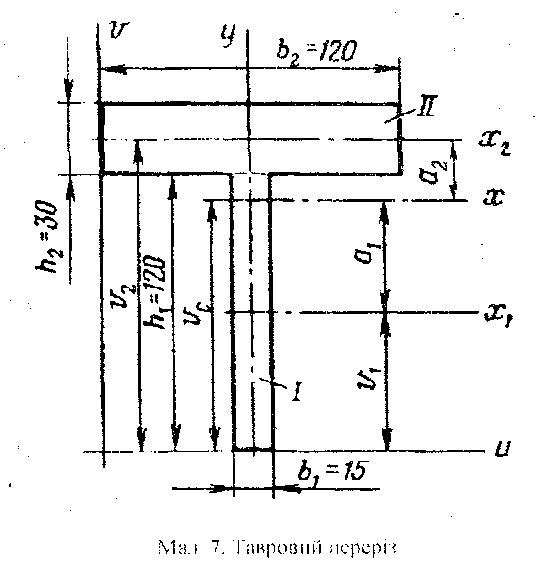 v
y
b₂=120
II
x₂
a₂
x
h₂=30
v₂
h₁=120
v_c
a₁
x₁
I
v₁
u
b₁=15
Мал. 7. Тавровий переріз